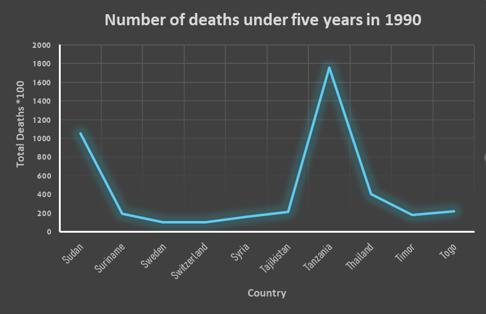 Number of deaths under five years in 1990
Total Deaths *100
2000
1800
1600
1400
1200
1000
800
600
400
200
0
Sudan
Suriname
Sweden
Switzerland
Syria
Tajikistan
Tanzania
Thailand
Timor
Togo
Country